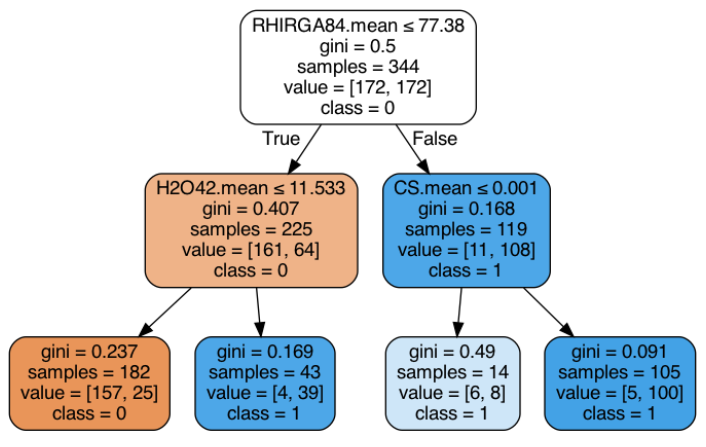 RHIRGA84.mean ≤ 77.38
gini = 0.5
samples = 344
value = [172, 172]
class = 0
True
False
H2O42.mean ≤ 11.533
gini = 0.407
samples = 225
value = [161, 64]
class = 0
CS.mean ≤ 0.001
gini = 0.168
samples = 119
value = [11, 108]
class = 1
gini = 0.237
samples = 182
value = [157, 25]
class = 0
gini = 0.169
samples = 43
value = [4, 39]
class = 1
gini = 0.49
samples = 14
value = [6, 8]
class = 1
gini = 0.091
samples = 105
value = [5, 100]
class = 1